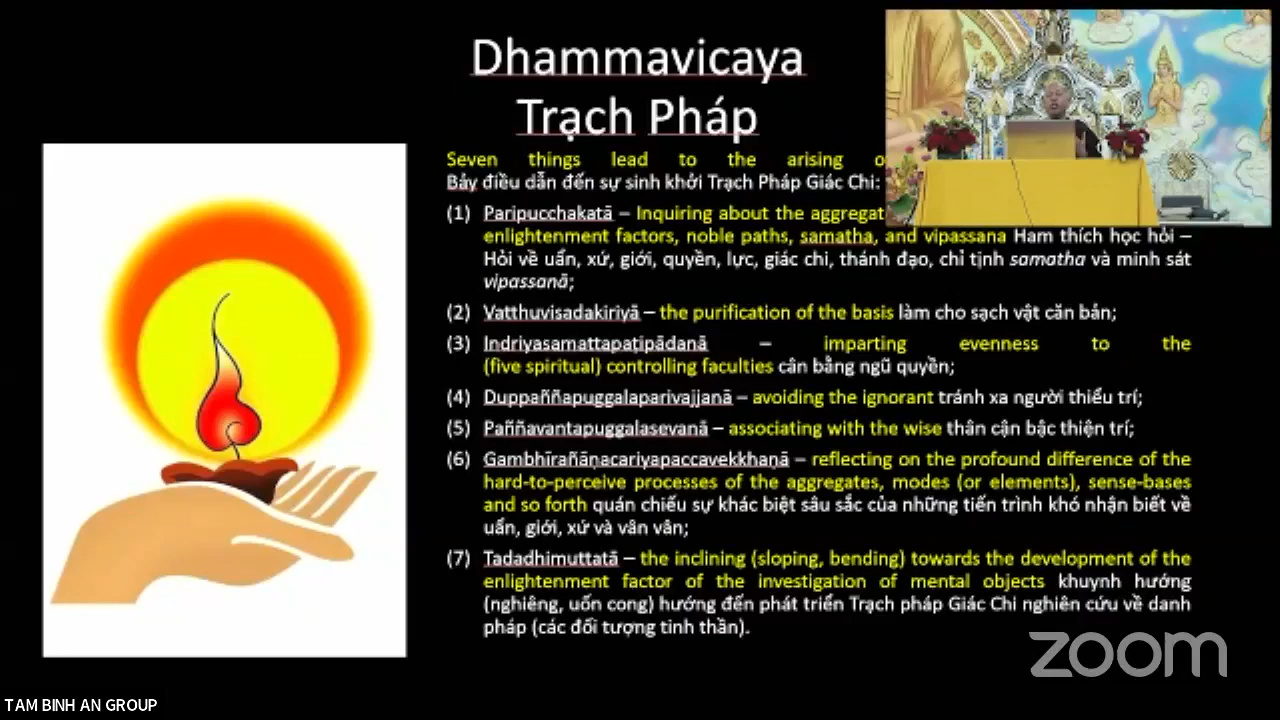 Dhammavicaya
Trạch Pháp
Seven things lead to the arising
Bảy điều dẫn đến sự sinh khởi Trạch Pháp Giác Chi:
(1) Paripucchakatā – Inquiring about the
enlightenment factors, noble paths, samatha, and vipassana Ham thích học hỏi –
Hỏi về uẩn, xứ, giới, quyền, lực, giác chi, thánh đạo, chỉ tịnh samatha và minh sát
vipassanā;
(2) Vatthuvisadakiriyā – the purification of the basis làm cho sạch vật căn bản;
(3) Indriyasamattapaṭipādanā – imparting evenness to the
(five spiritual) controlling faculties cân bằng ngũ quyền;
(4) Duppaññapuggalaparivajjanā – avoiding the ignorant tránh xa người thiểu trí;
(5) Paññavantapuggalasevanā – associating with the wise thân cận bậc thiện trí;
(6) Gambhīrañāṇacariyapaccavekkhaṇā – reflecting on the profound difference of the
hard-to-perceive processes of the aggregates, modes (or elements), sense-bases
and so forth quán chiếu sự khác biệt sâu sắc của những tiến trình khó nhận biết về
uẩn, giới, xứ và vân vân;
(7) Tadadhimuttatā – the inclining (sloping, bending) towards the development of the
enlightenment factor of the investigation of mental objects khuynh hướng
(nghiêng, uốn cong) hướng đến phát triển Trạch pháp Giác Chi nghiên cứu về danh
pháp (các đối tượng tinh thần).
zoom
TAM BINH AN GROUP